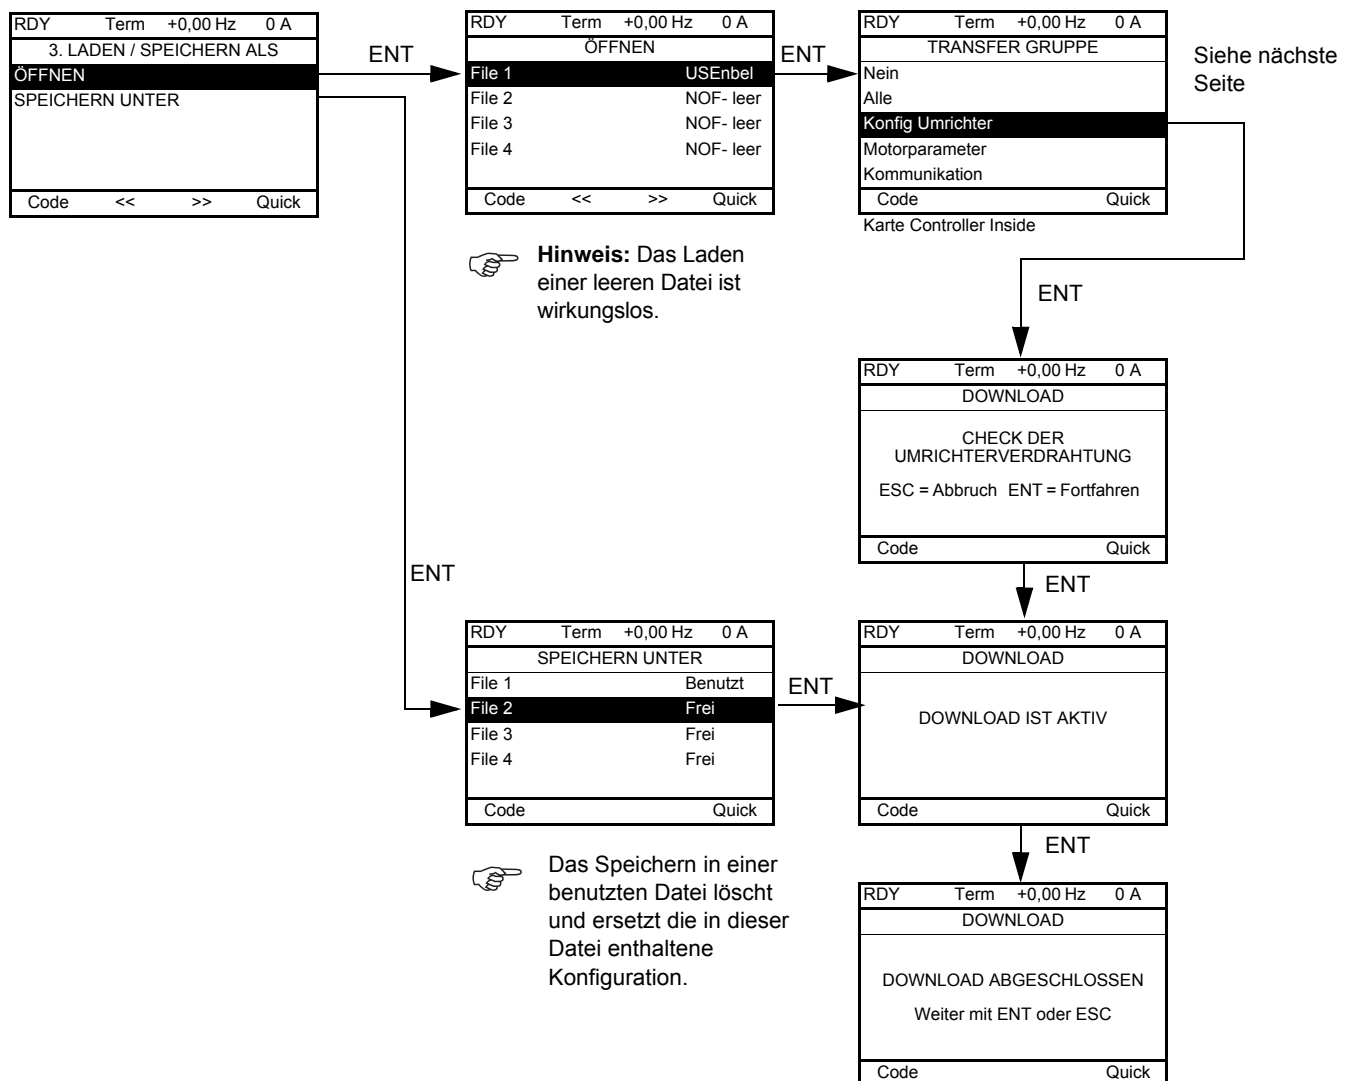 RDY Term +0,00 Hz 0 A
3. LADEN / SPEICHERN ALS
ÖFFNEN
SPEICHERN UNTER
Code << >> Quick
ENT
RDY Term +0,00 Hz 0 A
ÖFFNEN
File 1 USEnbel
File 2 NOF- leer
File 3 NOF- leer
File 4 NOF- leer
Code << >> Quick
ENT
RDY Term +0,00 Hz 0 A
TRANSFER GRUPPE
Nein
Alle
Konfig Umrichter
Motorparameter
Kommunikation
Code Quick
Karte Controller Inside
Siehe nächste
Seite
Hinweis: Das Laden
einer leeren Datei ist
wirkungslos.
ENT
RDY Term +0,00 Hz 0 A
DOWNLOAD
CHECK DER
UMRICHTERVERDRAHTUNG
ESC = Abbruch ENT = Fortfahren
Code Quick
ENT
ENT
RDY Term +0,00 Hz 0 A
SPEICHERN UNTER
File 1 Benutzt
File 2 Frei
File 3 Frei
File 4 Frei
Code Quick
ENT
RDY Term +0,00 Hz 0 A
DOWNLOAD
DOWNLOAD IST AKTIV
Code Quick
ENT
Das Speichern in einer
benutzten Datei löscht
und ersetzt die in dieser
Datei enthaltene
Konfiguration.
RDY Term +0,00 Hz 0 A
DOWNLOAD
DOWNLOAD ABGESCHLOSSEN
Weiter mit ENT oder ESC
Code Quick